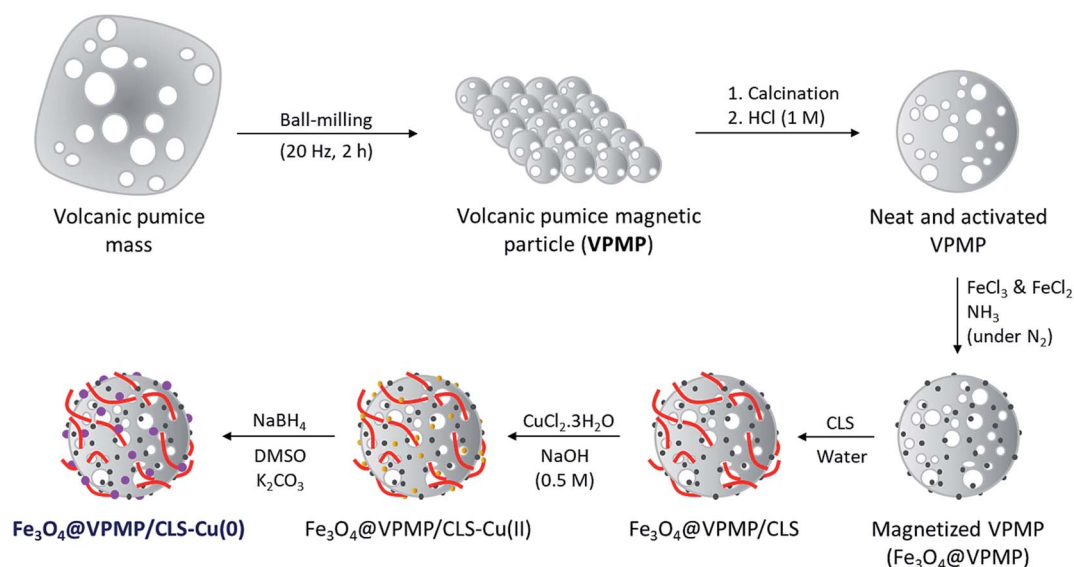 Ball-milling
(20 Hz, 2 h)
1. Calcination
2. HCl (1 M)
Volcanic pumice
mass
Volcanic pumice magnetic
particle (VPMP)
Neat and activated
VPMP
FeCl₃ & FeCl₂
NH₃
(under N₂)
CLS
Water
CuCl₂.3H₂O
NaOH
(0.5 M)
NaBH₄
DMSO
K₂CO₃
Magnetized VPMP
(Fe₃O₄@VPMP)
Fe₃O₄@VPMP/CLS
Fe₃O₄@VPMP/CLS-Cu(II)
Fe₃O₄@VPMP/CLS-Cu(0)